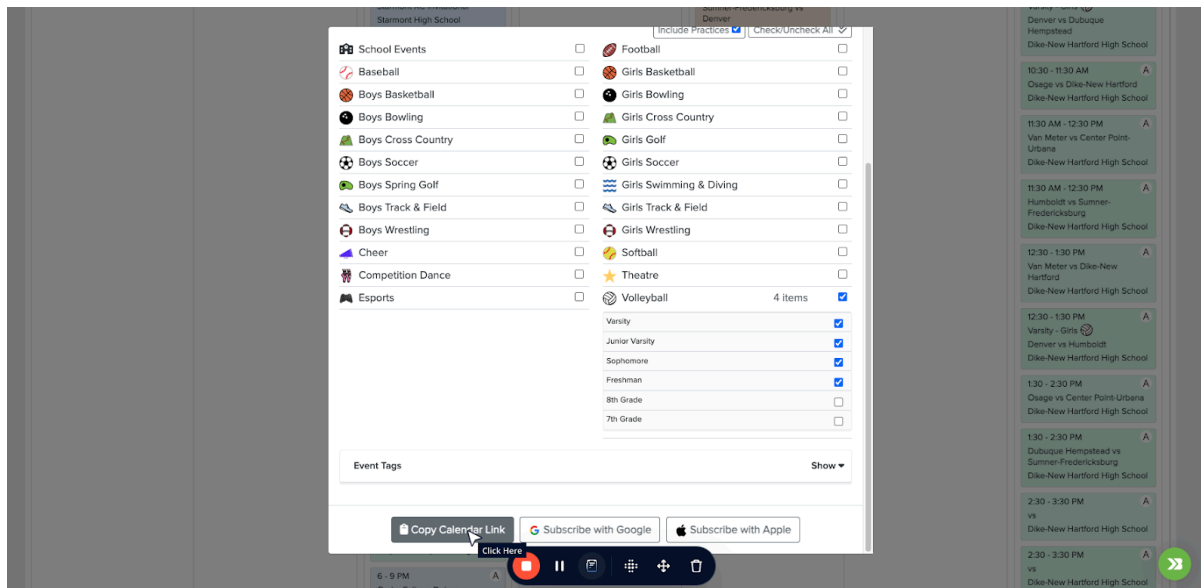 Starmont High School
Sumner-Fredericksburg vs
Denver
Include Practices
Check/Uncheck All
School Events
Baseball
Boys Basketball
Boys Bowling
Boys Cross Country
Boys Soccer
Boys Spring Golf
Boys Track & Field
Boys Wrestling
Cheer
Competition Dance
Esports
Football
Girls Basketball
Girls Bowling
Girls Cross Country
Girls Golf
Girls Soccer
Girls Swimming & Diving
Girls Track & Field
Girls Wrestling
Softball
Theatre
Volleyball 4 items
Varsity
Junior Varsity
Sophomore
Freshman
8th Grade
7th Grade
Event Tags Show
Copy Calendar Link
Subscribe with Google
Subscribe with Apple
Click Here
6 - 9 PM A
Varsity - Girls
Denver vs Dubuque
Hempstead
Dike-New Hartford High School
10:30 - 11:30 AM A
Osage vs Dike-New Hartford
Dike-New Hartford High School
11:30 AM - 12:30 PM A
Van Meter vs Center Point-
Urbana
Dike-New Hartford High School
11:30 AM - 12:30 PM A
Humboldt vs Sumner-
Fredericksburg
Dike-New Hartford High School
12:30 - 1:30 PM A
Van Meter vs Dike-New
Hartford
Dike-New Hartford High School
12:30 - 1:30 PM A
Varsity - Girls
Denver vs Humboldt
Dike-New Hartford High School
1:30 - 2:30 PM A
Osage vs Center Point-Urbana
Dike-New Hartford High School
1:30 - 2:30 PM A
Dubuque Hempstead vs
Sumner-Fredericksburg
Dike-New Hartford High School
2:30 - 3:30 PM A
vs
Dike-New Hartford High School
2:30 - 3:30 PM A
vs
Dike-New Hartford High School